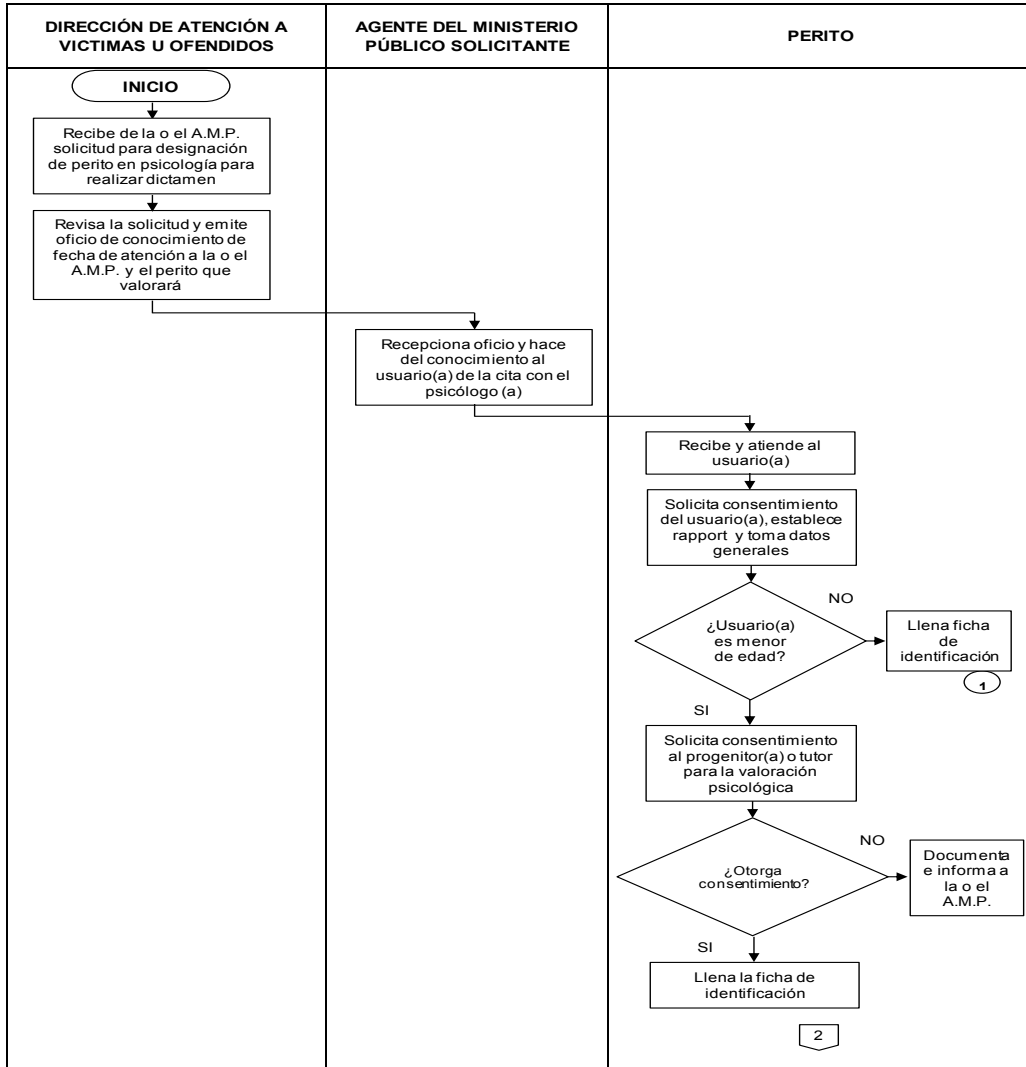 DIRECCIÓN DE ATENCIÓN A
VICTIMAS U OFENDIDOS
AGENTE DEL MINISTERIO
PÚBLICO SOLICITANTE
PERITO
INICIO
Recibe de la o el A.M.P.
solicitud para designación
de perito en psicología para
realizar dictamen
Revisa la solicitud y emite
oficio de conocimiento de
fecha de atención a la o el
A.M.P. y el perito que
valorará
Recepciona oficio y hace
del conocimiento al
usuario(a) de la cita con el
psicólogo (a)
Recibe y atiende al
usuario(a)
Solicita consentimiento
del usuario(a), establece
rapport y toma datos
generales
¿Usuario(a)
es menor
de edad?
NO
Llena ficha
de
identificación
1
SI
Solicita consentimiento
al progenitor(a) o tutor
para la valoración
psicológica
¿Otorga
consentimiento?
NO
Documenta
e informa a
la o el
A.M.P.
SI
Llena la ficha de
identificación
2